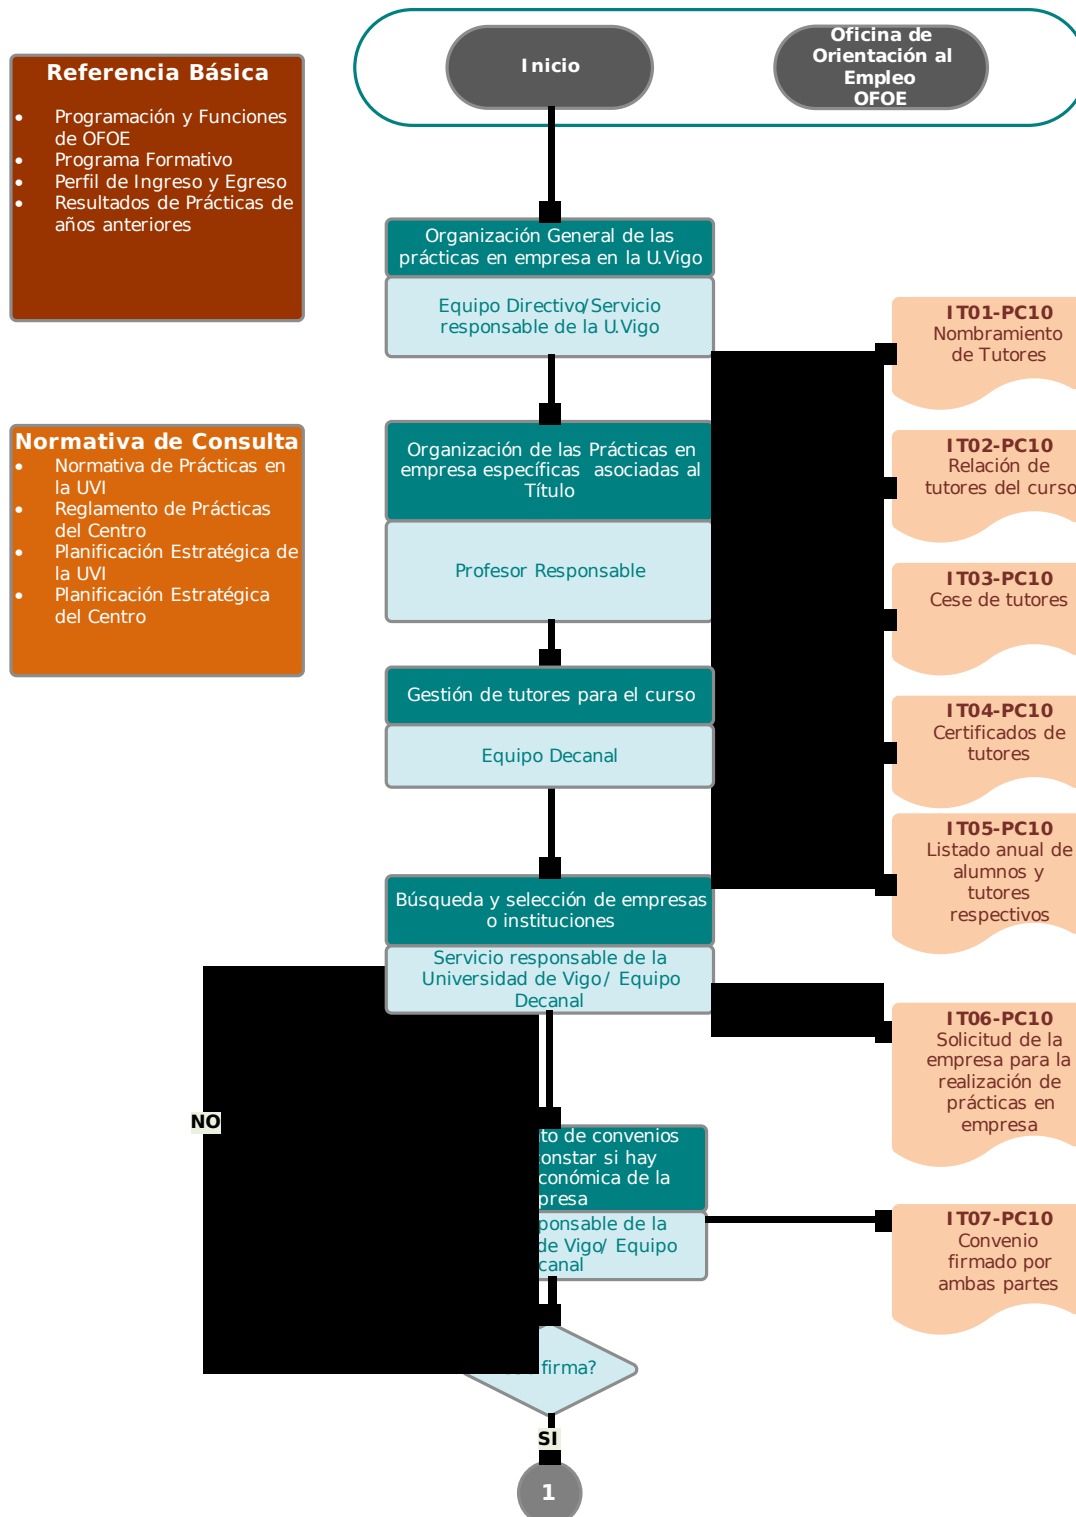 Inicio
Oficina de
Orientación al
Empleo
OFOE
Referencia Básica
• Programación y Funciones
de OFOE
• Programa Formativo
• Perfil de Ingreso y Egreso
• Resultados de Prácticas de
años anteriores
Normativa de Consulta
• Normativa de Prácticas en
la UVI
• Reglamento de Prácticas
del Centro
• Planificación Estratégica de
la UVI
• Planificación Estratégica
del Centro
Organización General de las
prácticas en empresa en la U.Vigo
Equipo Directivo/Servicio
responsable de la U.Vigo
Organización de las Prácticas en
empresa específicas asociadas al
Título
Profesor Responsable
Gestión de tutores para el curso
Equipo Decanal
Búsqueda y selección de empresas
o instituciones
Servicio responsable de la
Universidad de Vigo/ Equipo
Decanal
de convenios
si hay
de la
de la
de Vigo/ Equipo
firma?
NO
SI
1
IT01-PC10
Nombramiento
de Tutores
IT02-PC10
Relación de
tutores del curso
IT03-PC10
Cese de tutores
IT04-PC10
Certificados de
tutores
IT05-PC10
Listado anual de
alumnos y
tutores
respectivos
IT06-PC10
Solicitud de la
empresa para la
realización de
prácticas en
empresa
IT07-PC10
Convenio
firmado por
ambas partes